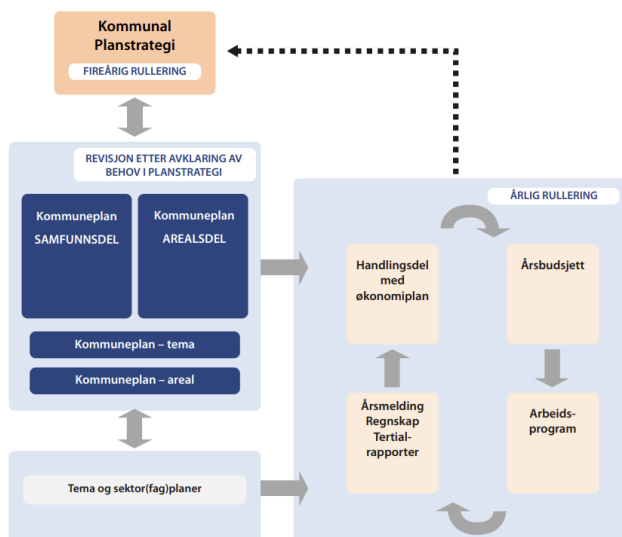 Kommunal
Planstrategi
FIREÅRIG RULLERING
REVISJON ETTER AVKLARING AV
BEHOV I PLANSTRATEGI
Kommuneplan
SAMFUNNSDEL
Kommuneplan
AREALSDEL
Kommuneplan – tema
Kommuneplan – areal
Tema og sektor(fag)planer
ÅRLIG RULLERING
Handlingsdel
med
økonomiplan
Årsbudsjett
Årsmelding
Regnskap
Tertial-
rapporter
Arbeids-
program